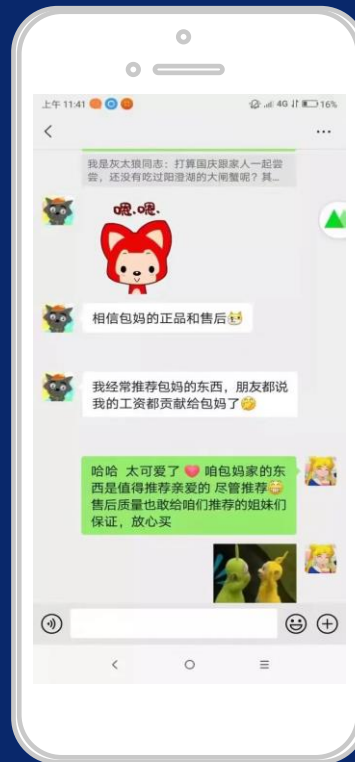 上午 11:41
4G
16%
我是灰太狼同志：打算国庆跟家人一起尝
尝，还没有吃过阳澄湖的大闸蟹呢？其...
嗯.嗯.
相信包妈的正品和售后
我经常推荐包妈的东西，朋友都说
我的工资都贡献给包妈了
哈哈 太可爱了 咱包妈家的东
西是值得推荐亲爱的 尽管推荐
售后质量也敢给咱们推荐的姐妹们
保证，放心买